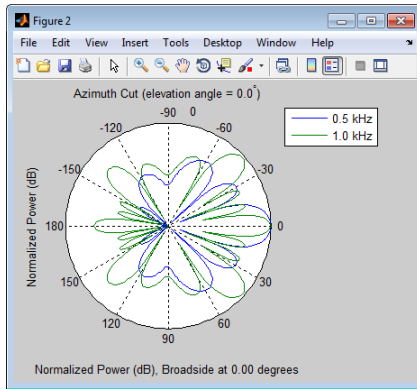 Figure 2
File Edit View Insert Tools Desktop Window Help
Azimuth Cut (elevation angle = 0.0°)
-90 0
-120 -60
-150 -30
180 0
150 30
120 60
90
Normalized Power (dB)
0.5 kHz
1.0 kHz
Normalized Power (dB), Broadside at 0.00 degrees